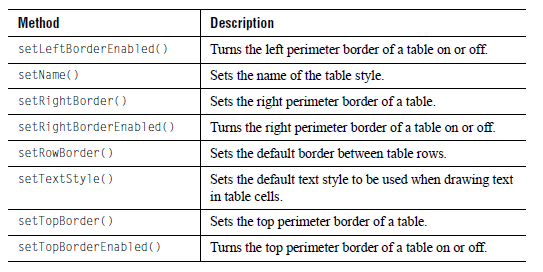 Method Description
setLeftBorderEnabled() Turns the left perimeter border of a table on or off.
setName() Sets the name of the table style.
setRightBorder() Sets the right perimeter border of a table.
setRightBorderEnabled() Turns the right perimeter border of a table on or off.
setRowBorder() Sets the default border between table rows.
setTextStyle() Sets the default text style to be used when drawing text
in table cells.
setTopBorder() Sets the top perimeter border of a table.
setTopBorderEnabled() Turns the top perimeter border of a table on or off.